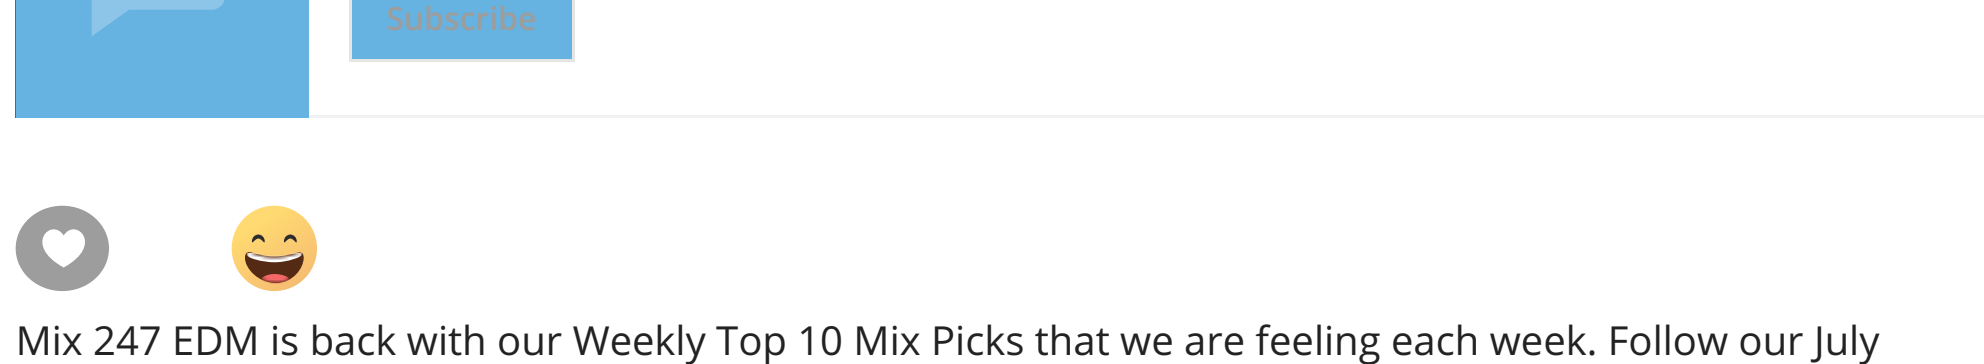 Subscribe
Mix 247 EDM is back with our Weekly Top 10 Mix Picks that we are feeling each week. Follow our July